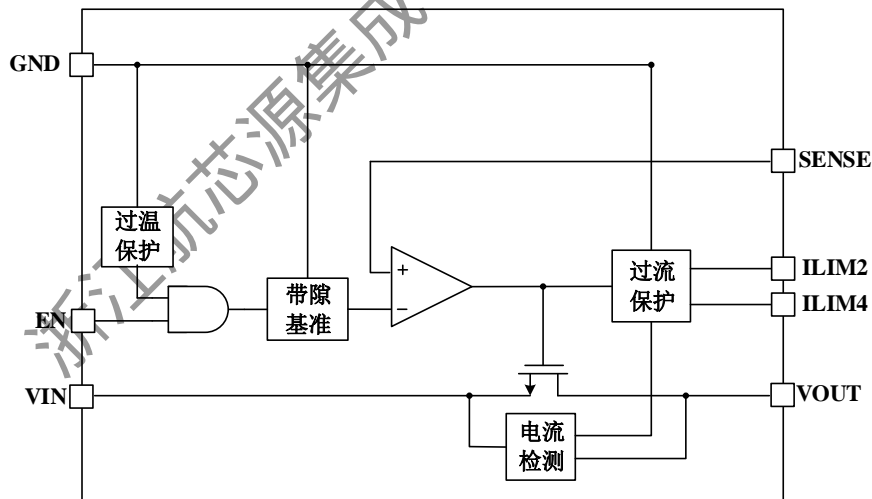 GND
SENSE
过温
保护
EN
带隙
基准
+
−
过流
保护
ILIM2
ILIM4
VIN
VOUT
电流
检测
浙江航芯源集成